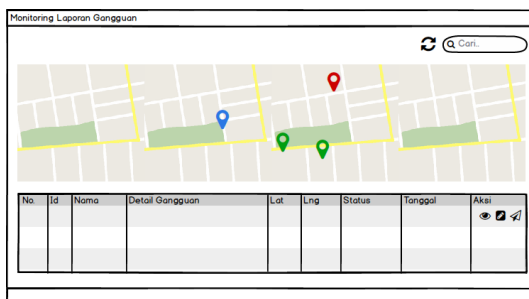 Monitoring Laporan Gangguan
Cari..
No. Id Nama Detail Gangguan Lat Lng Status Tanggal Aksi